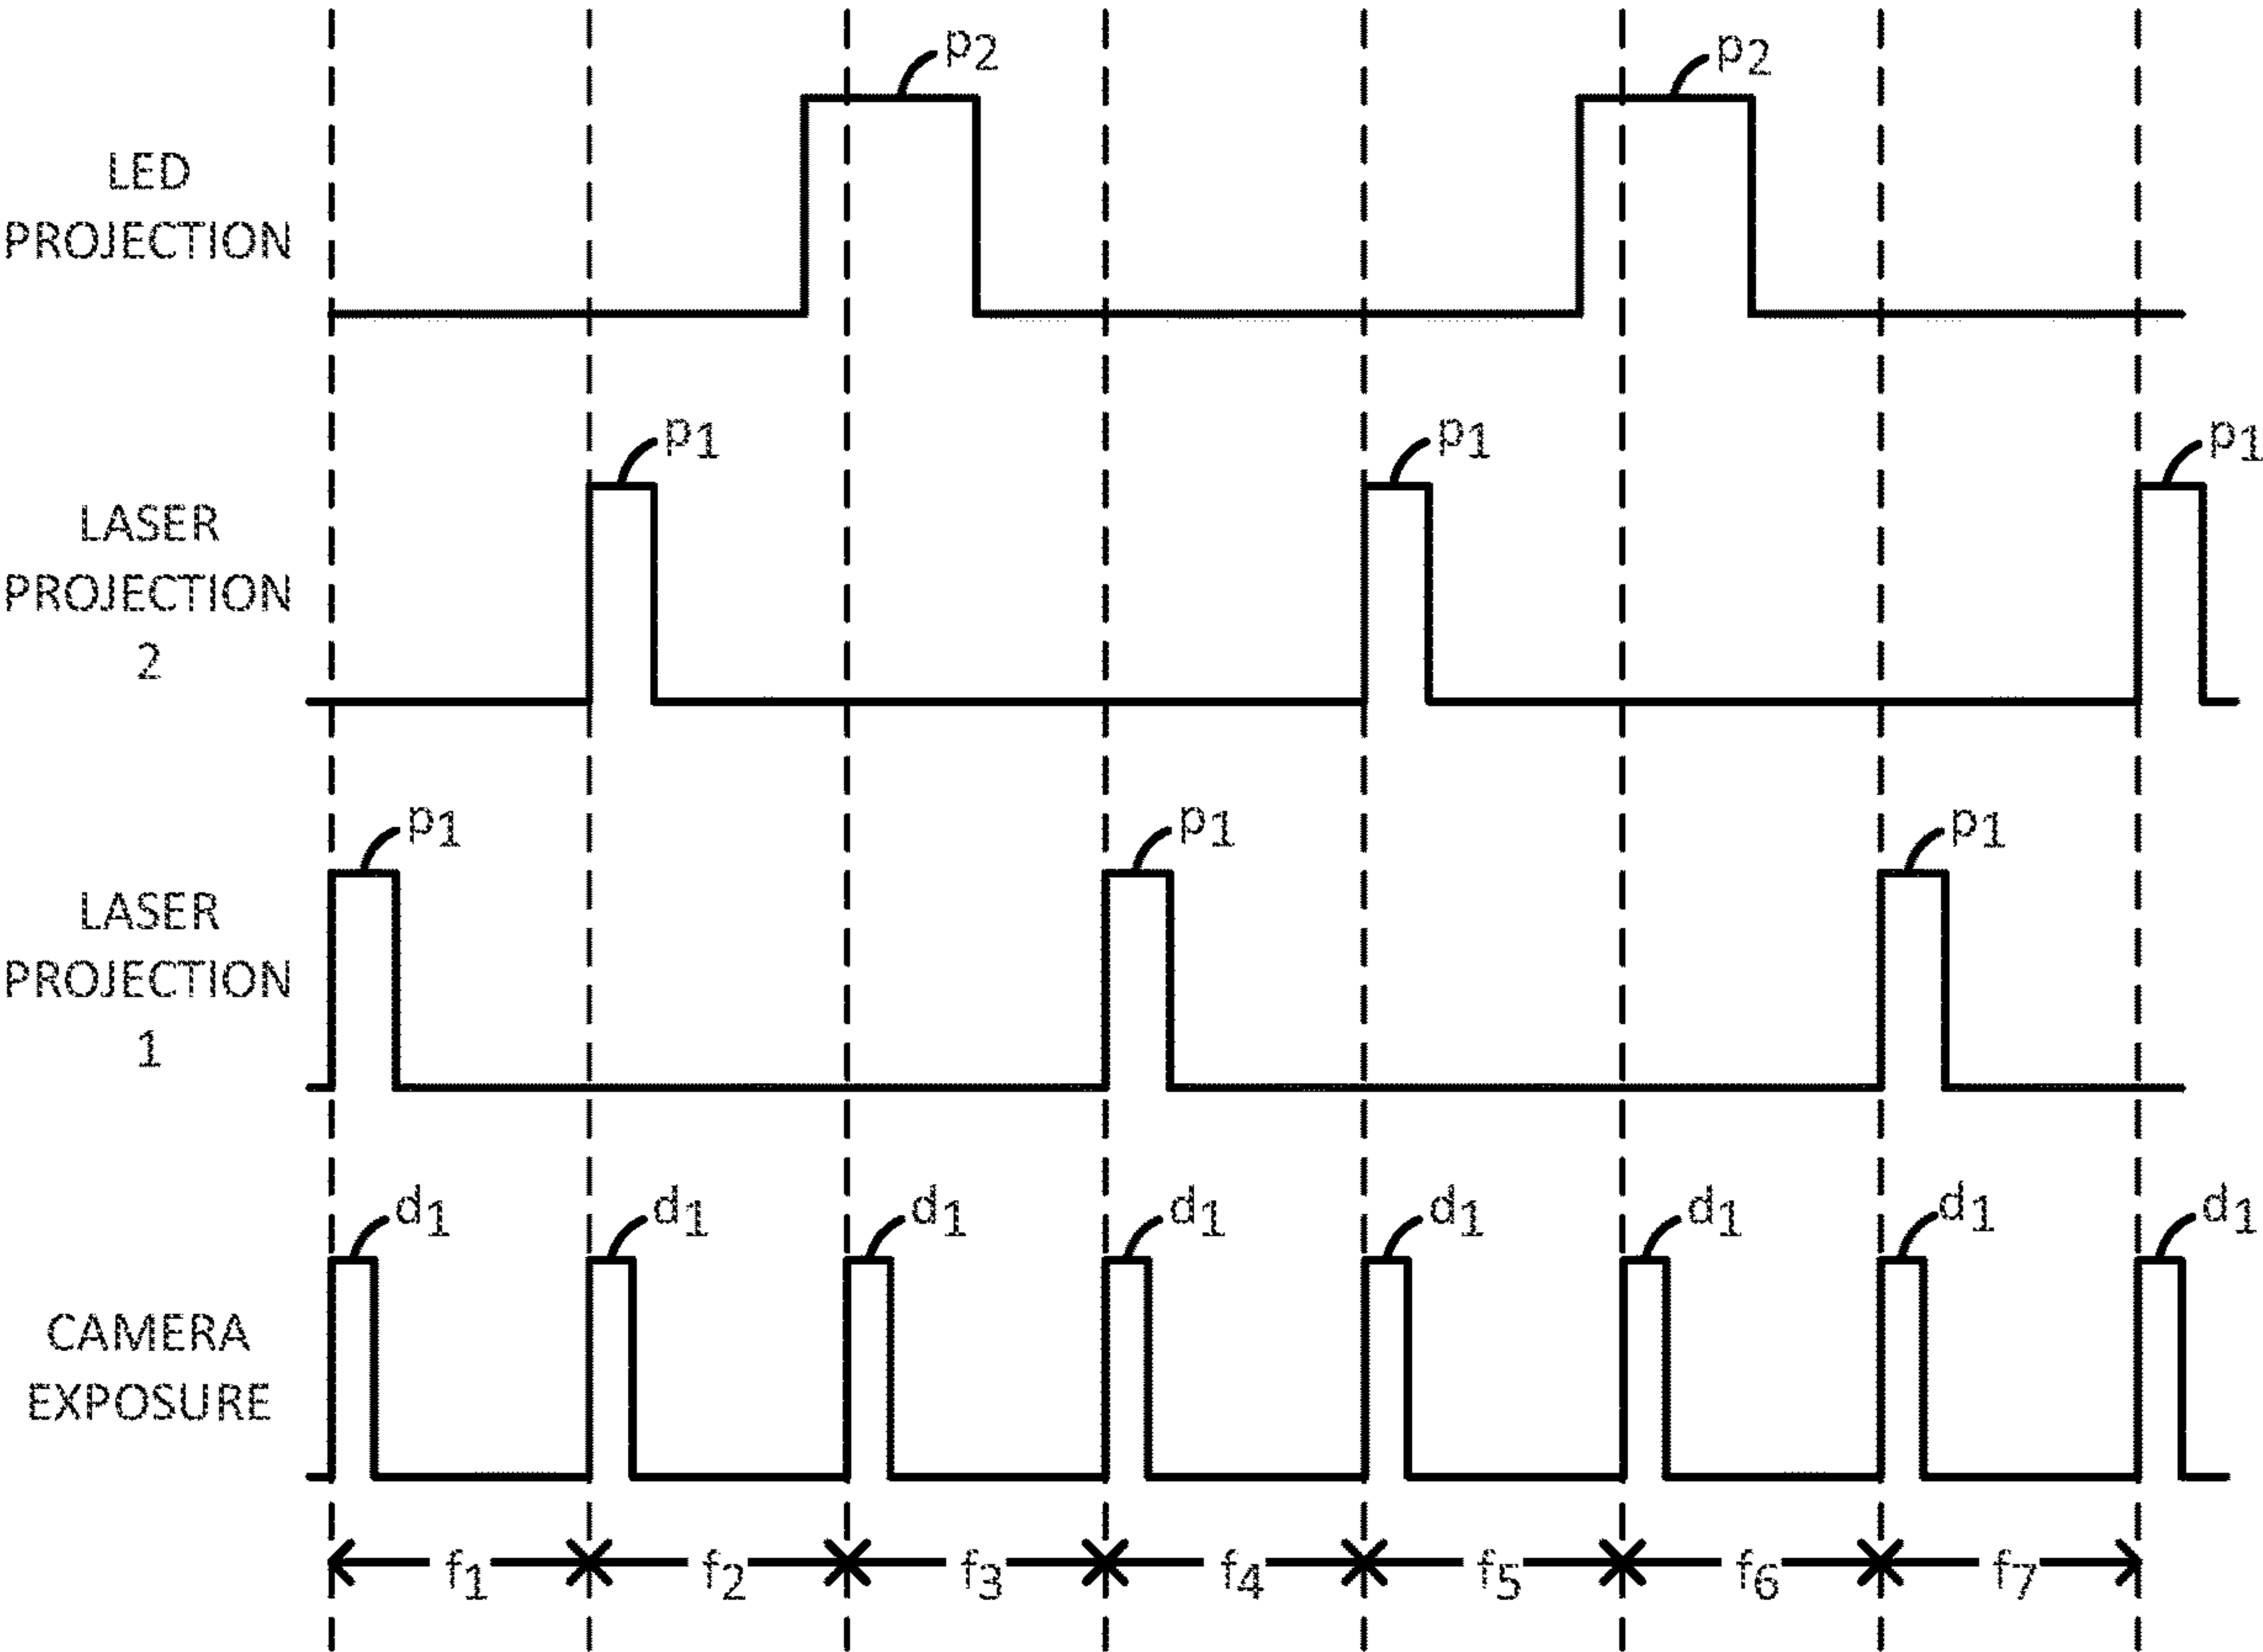 p2 p2
LED
PROJECTION
p1 p1 p1
LASER
PROJECTION
2
p1 p1 p1
LASER
PROJECTION
1
d1 d1 d1 d1 d1 d1 d1 d1
CAMERA
EXPOSURE
f1 f2 f3 f4 f5 f6 f7